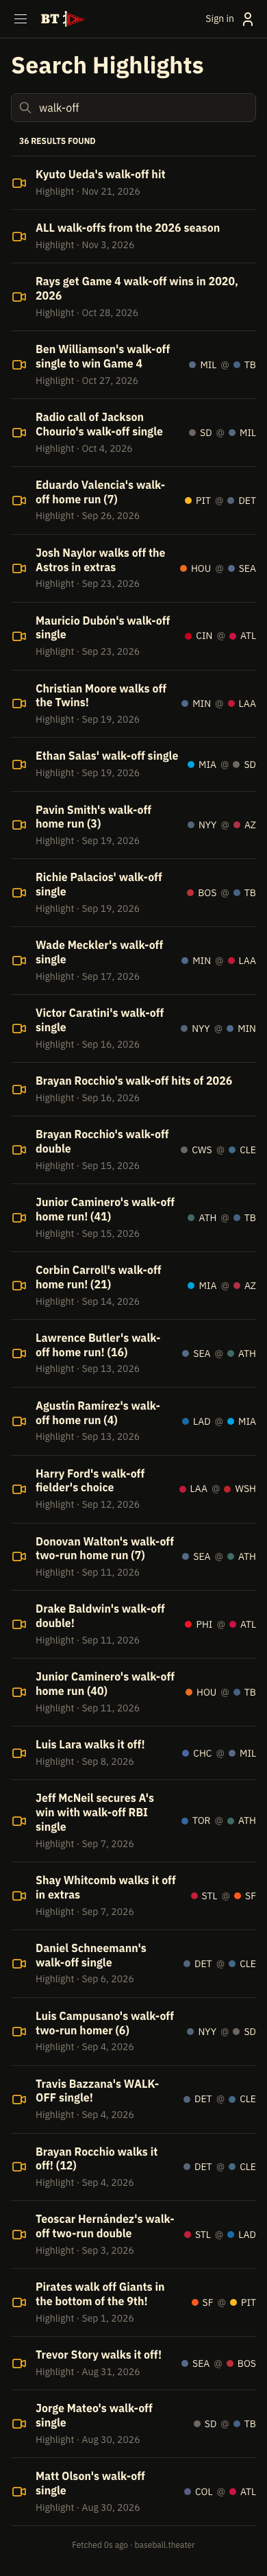 BT
Sign in
Search Highlights
walk-off
36 RESULTS FOUND
Kyuto Ueda's walk-off hit
Highlight · Nov 21, 2026
ALL walk-offs from the 2026 season
Highlight · Nov 3, 2026
Rays get Game 4 walk-off wins in 2020,
2026
Highlight · Oct 28, 2026
Ben Williamson's walk-off
single to win Game 4
MIL @ TB
Highlight · Oct 27, 2026
Radio call of Jackson
Chourio's walk-off single
SD @ MIL
Highlight · Oct 4, 2026
Eduardo Valencia's walk-
off home run (7)
PIT @ DET
Highlight · Sep 26, 2026
Josh Naylor walks off the
Astros in extras
HOU @ SEA
Highlight · Sep 23, 2026
Mauricio Dubón's walk-off
single
CIN @ ATL
Highlight · Sep 23, 2026
Christian Moore walks off
the Twins!
MIN @ LAA
Highlight · Sep 19, 2026
Ethan Salas' walk-off single
MIA @ SD
Highlight · Sep 19, 2026
Pavin Smith's walk-off
home run (3)
NYY @ AZ
Highlight · Sep 19, 2026
Richie Palacios' walk-off
single
BOS @ TB
Highlight · Sep 19, 2026
Wade Meckler's walk-off
single
MIN @ LAA
Highlight · Sep 17, 2026
Victor Caratini's walk-off
single
NYY @ MIN
Highlight · Sep 16, 2026
Brayan Rocchio's walk-off hits of 2026
Highlight · Sep 16, 2026
Brayan Rocchio's walk-off
double
CWS @ CLE
Highlight · Sep 15, 2026
Junior Caminero's walk-off
home run! (41)
ATH @ TB
Highlight · Sep 15, 2026
Corbin Carroll's walk-off
home run! (21)
MIA @ AZ
Highlight · Sep 14, 2026
Lawrence Butler's walk-
off home run! (16)
SEA @ ATH
Highlight · Sep 13, 2026
Agustín Ramírez's walk-
off home run (4)
LAD @ MIA
Highlight · Sep 13, 2026
Harry Ford's walk-off
fielder's choice
LAA @ WSH
Highlight · Sep 12, 2026
Donovan Walton's walk-off
two-run home run (7)
SEA @ ATH
Highlight · Sep 11, 2026
Drake Baldwin's walk-off
double!
PHI @ ATL
Highlight · Sep 11, 2026
Junior Caminero's walk-off
home run (40)
HOU @ TB
Highlight · Sep 11, 2026
Luis Lara walks it off!
CHC @ MIL
Highlight · Sep 8, 2026
Jeff McNeil secures A's
win with walk-off RBI
single
TOR @ ATH
Highlight · Sep 7, 2026
Shay Whitcomb walks it off
in extras
STL @ SF
Highlight · Sep 7, 2026
Daniel Schneemann's
walk-off single
DET @ CLE
Highlight · Sep 6, 2026
Luis Campusano's walk-off
two-run homer (6)
NYY @ SD
Highlight · Sep 4, 2026
Travis Bazzana's WALK-
OFF single!
DET @ CLE
Highlight · Sep 4, 2026
Brayan Rocchio walks it
off! (12)
DET @ CLE
Highlight · Sep 4, 2026
Teoscar Hernández's walk-
off two-run double
STL @ LAD
Highlight · Sep 3, 2026
Pirates walk off Giants in
the bottom of the 9th!
SF @ PIT
Highlight · Sep 1, 2026
Trevor Story walks it off!
SEA @ BOS
Highlight · Aug 31, 2026
Jorge Mateo's walk-off
single
SD @ TB
Highlight · Aug 30, 2026
Matt Olson's walk-off
single
COL @ ATL
Highlight · Aug 30, 2026
Fetched 0s ago · baseball.theater